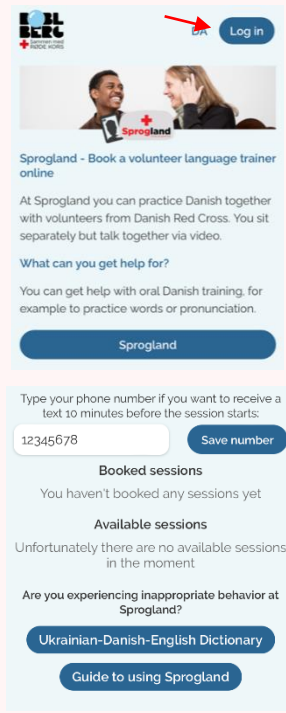 KOBLBERG
Sammen med
RØDE KORS
DA
Log in
Sprogland
Sprogland - Book a volunteer language trainer
online
At Sprogland you can practice Danish together
with volunteers from Danish Red Cross. You sit
separately but talk together via video.
What can you get help for?
You can get help with oral Danish training, for
example to practice words or pronunciation.
Sprogland
Type your phone number if you want to receive a
text 10 minutes before the session starts:
12345678
Save number
Booked sessions
You haven't booked any sessions yet
Available sessions
Unfortunately there are no available sessions
in the moment
Are you experiencing inappropriate behavior at
Sprogland?
Ukrainian-Danish-English Dictionary
Guide to using Sprogland